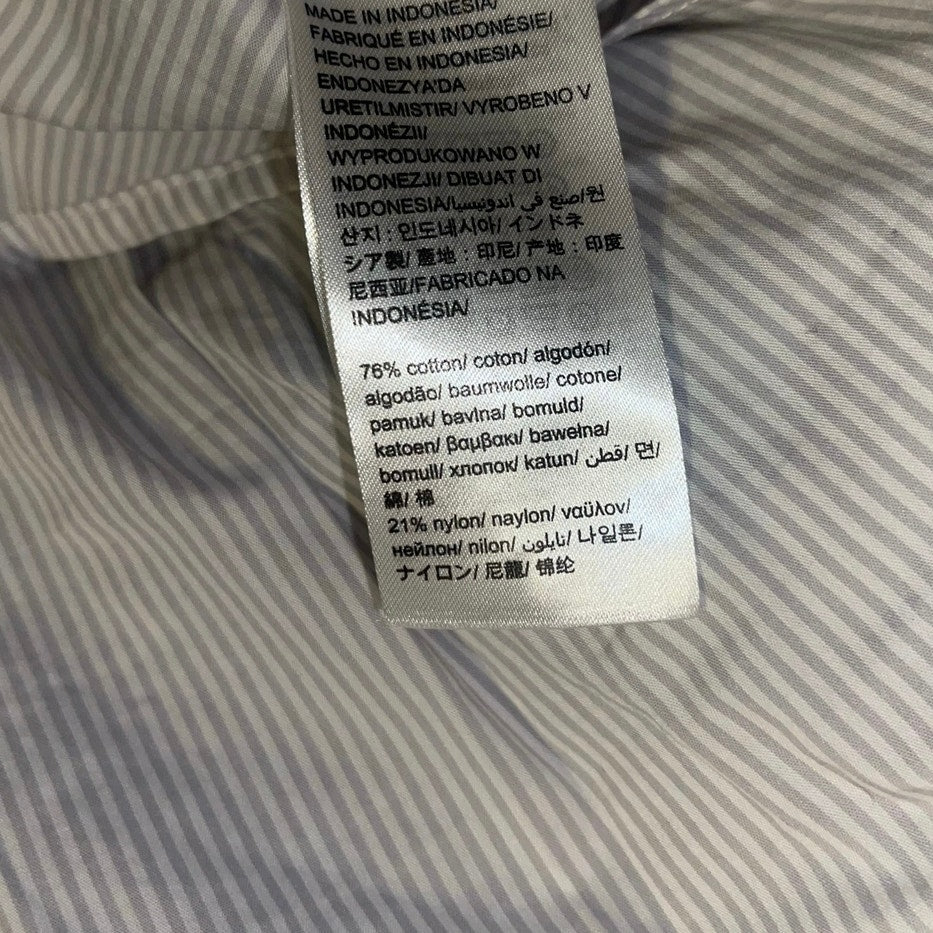 MADE IN INDONESIA/
FABRIQUÉ EN INDONÉSIE/
HECHO EN INDONESIA/
ENDONEZYA'DA
URETILMISTIR/ VYROBENO V
INDONÉZII/
WYPRODUKOWANO W
INDONEZJI/ DIBUAT DI
INDONESIA/صنع في اندونيسيا/원
산지 : 인도네시아/ インドネ
シア製/ 產地 : 印尼/ 产地 : 印度
尼西亚/FABRICADO NA
INDONÉSIA/
76% cotton/ coton/ algodón/
algodão/ baumwolle/ cotone/
pamuk/ bavlna/ bomuld/
katoen/ βαμβακι/ bawełna/
bomull/ хлопок/ katun/ قطن/ 면/
綿/ 棉
21% nylon/ naylon/ ναϋλον/
нейлон/ nilon/ نايلون/ 나일론/
ナイロン/ 尼龍/ 锦纶